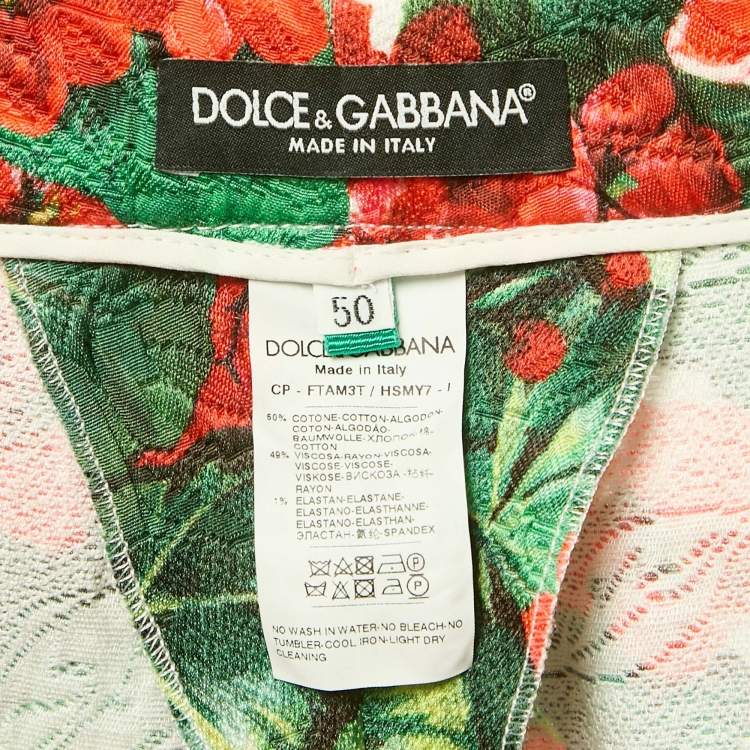 DOLCE & GABBANA®
MADE IN ITALY
50
DOLCE GABBANA
Made in Italy
CP - FTAM3T / HSMY7 -
50% COTONE-COTTON-ALGODON-
COTON-ALGODÃO-
BAUMWOLLE-ХЛОПОК-棉-
COTTON
49% VISCOSA-RAYON-VISCOSA-
VISCOSE-VISCOSE-
VISKOSE-ВИСКОЗА-粘纤-
RAYON
1% ELASTAN-ELASTANE-
ELASTANO-ELASTHANNE-
ELASTANO-ELASTHAN-
ЭЛАСТАН-氨纶-SPANDEX
NO WASH IN WATER-NO BLEACH-NO
TUMBLER-COOL IRON-LIGHT DRY
CLEANING